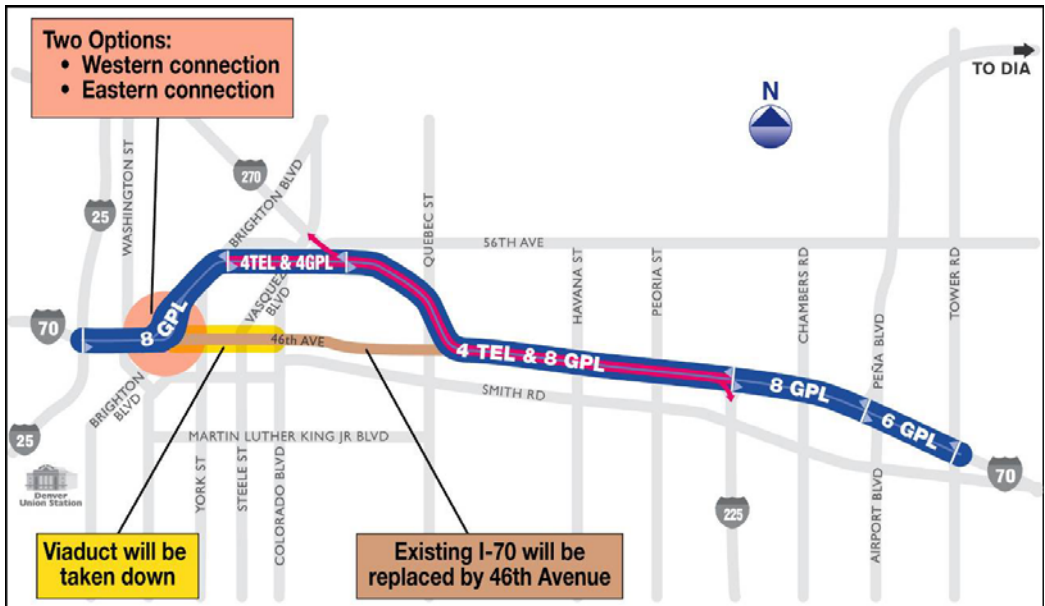 Two Options:
• Western connection
• Eastern connection
TO DIA
N
WASHINGTON ST
270
BRIGHTON BLVD
25
QUEBEC ST
56TH AVE
4TEL & 4GPL
VASQUEZ BLVD
HAVANA ST
PEORIA ST
CHAMBERS RD
PEÑA BLVD
TOWER RD
70
8 GPL
46th AVE
4 TEL & 8 GPL
8 GPL
6 GPL
BRIGHTON BLVD
SMITH RD
25
MARTIN LUTHER KING JR BLVD
70
Denver
Union Station
YORK ST
STEELE ST
COLORADO BLVD
225
AIRPORT BLVD
Viaduct will be
taken down
Existing I-70 will be
replaced by 46th Avenue